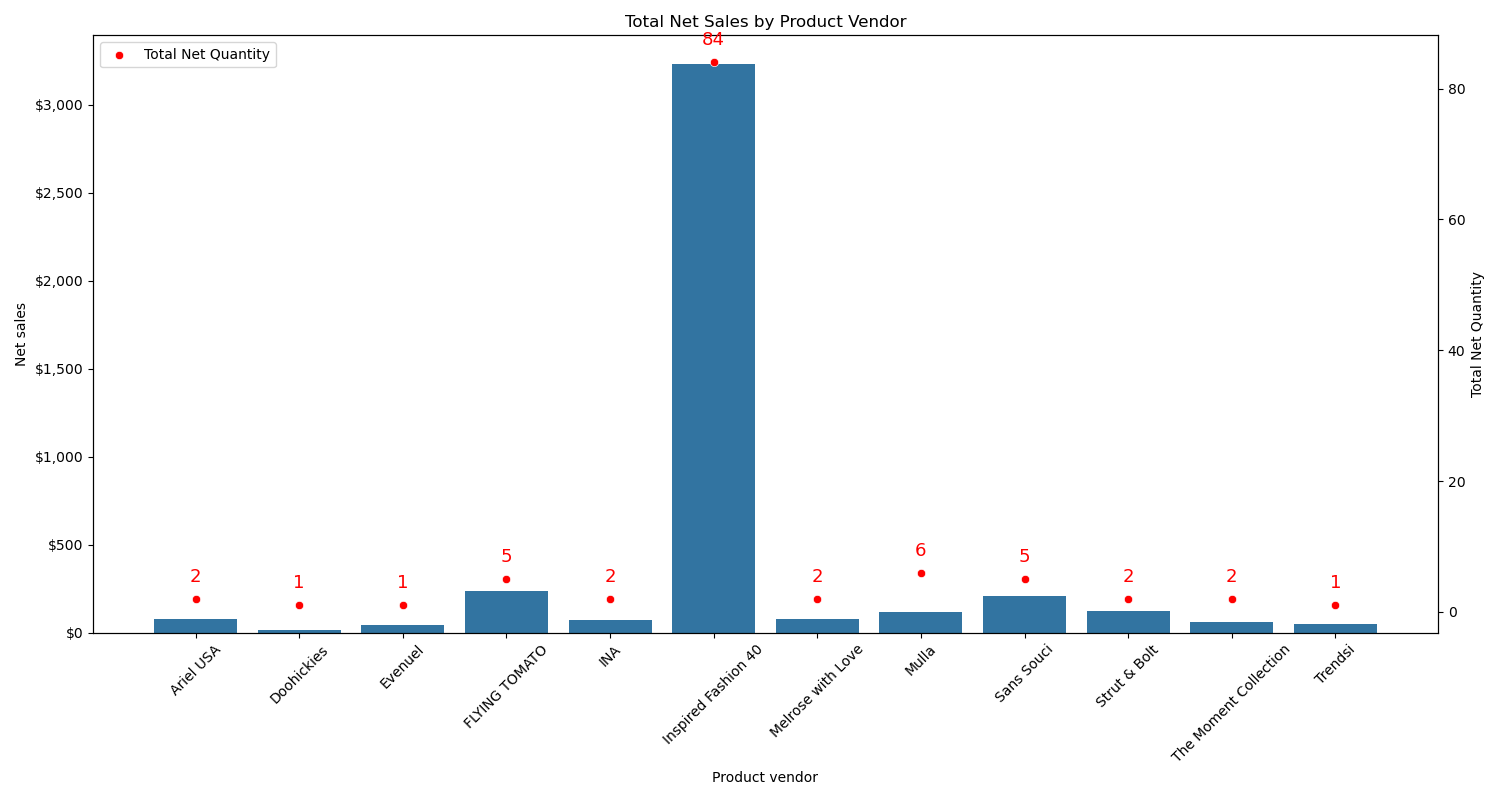 Total Net Sales by Product Vendor
Total Net Quantity
84
$3,000
$2,500
$2,000
$1,500
$1,000
$500
$0
Net sales
80
60
40
20
0
Total Net Quantity
2
1
1
5
2
2
6
5
2
2
1
Ariel USA
Doohickies
Evenuel
FLYING TOMATO
INA
Inspired Fashion 40
Melrose with Love
Mulla
Sans Souci
Strut & Bolt
The Moment Collection
Trendsi
Product vendor